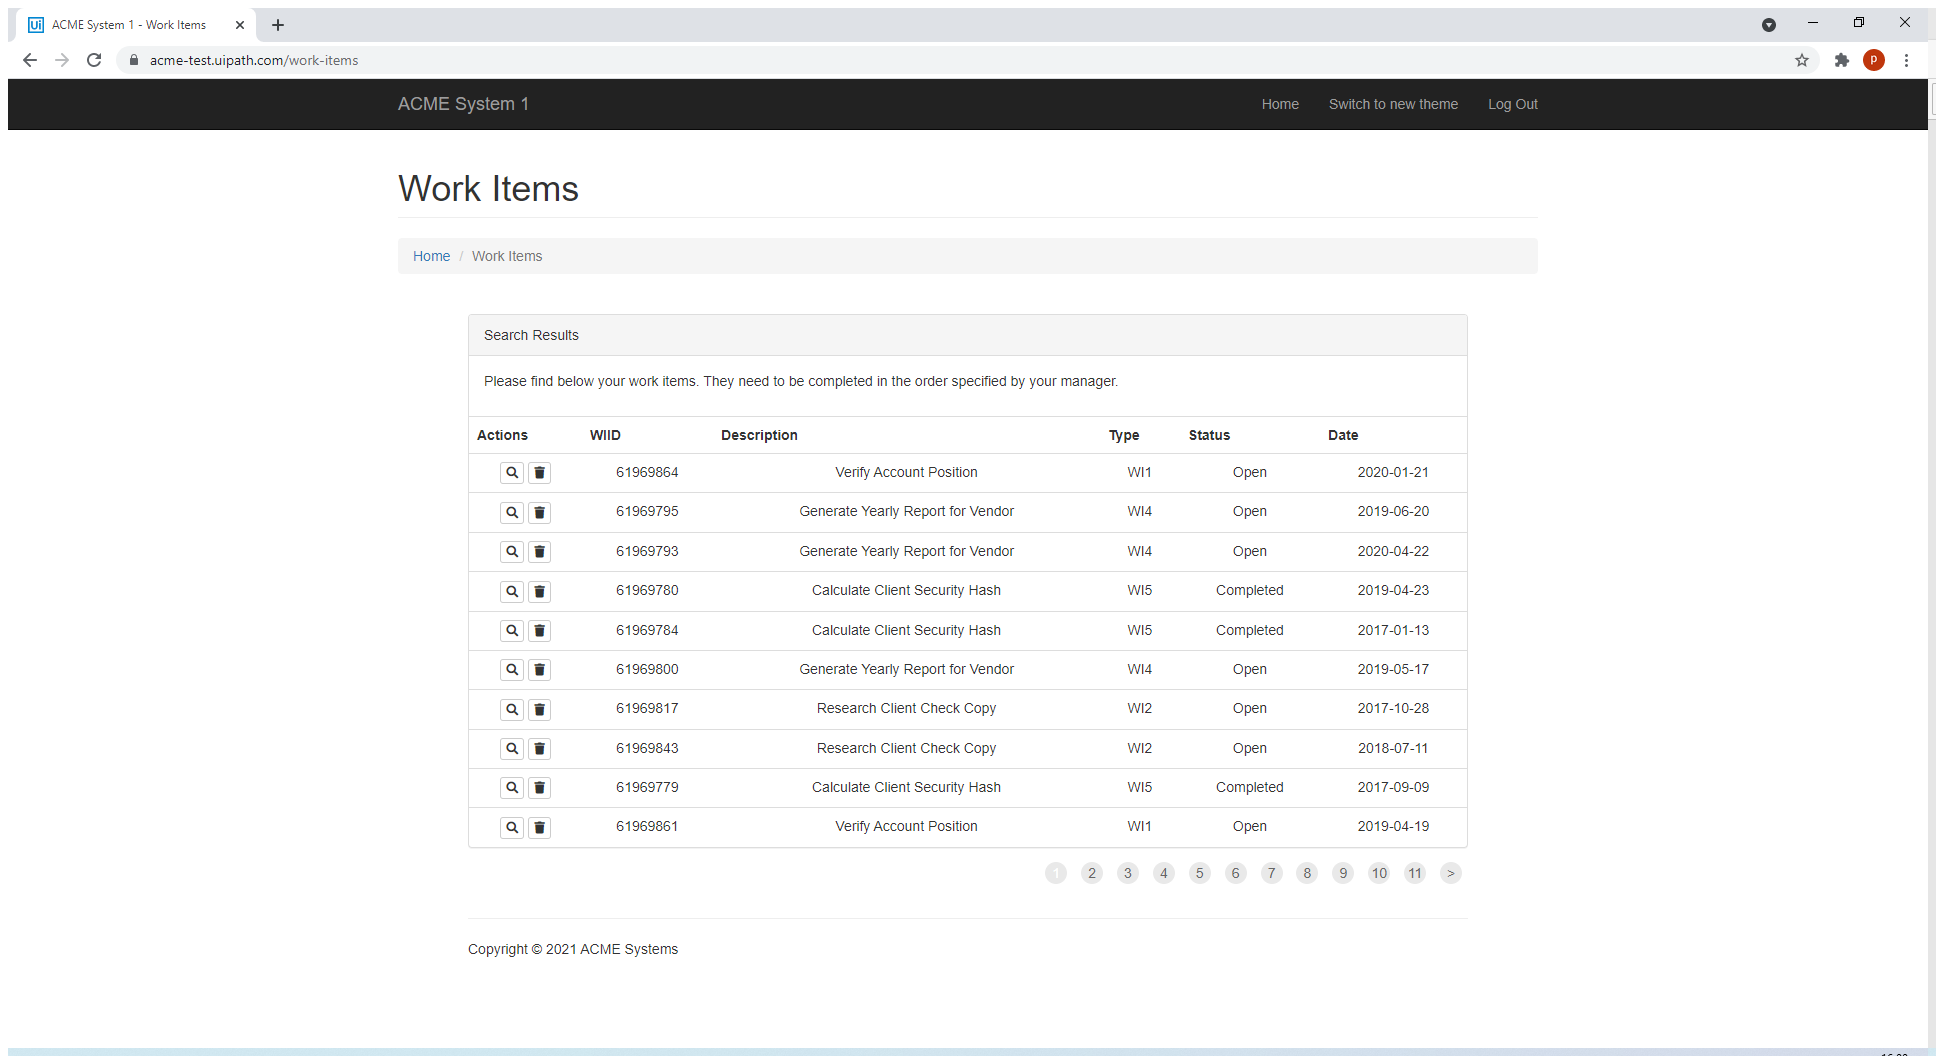 ACME System 1 - Work Items
acme-test.uipath.com/work-items
P
ACME System 1 Home Switch to new theme Log Out
Work Items
Home / Work Items
Search Results
Please find below your work items. They need to be completed in the order specified by your manager.
Actions WIID Description Type Status Date
61969864 Verify Account Position WI1 Open 2020-01-21
61969795 Generate Yearly Report for Vendor WI4 Open 2019-06-20
61969793 Generate Yearly Report for Vendor WI4 Open 2020-04-22
61969780 Calculate Client Security Hash WI5 Completed 2019-04-23
61969784 Calculate Client Security Hash WI5 Completed 2017-01-13
61969800 Generate Yearly Report for Vendor WI4 Open 2019-05-17
61969817 Research Client Check Copy WI2 Open 2017-10-28
61969843 Research Client Check Copy WI2 Open 2018-07-11
61969779 Calculate Client Security Hash WI5 Completed 2017-09-09
61969861 Verify Account Position WI1 Open 2019-04-19
1 2 3 4 5 6 7 8 9 10 11 >
Copyright © 2021 ACME Systems